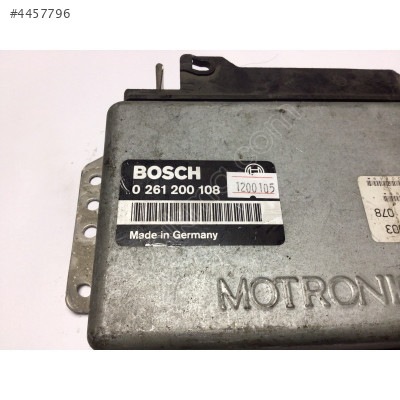 #4457796
BOSCH
0 261 200 108
1200105
Made in Germany
078
MOTRONI